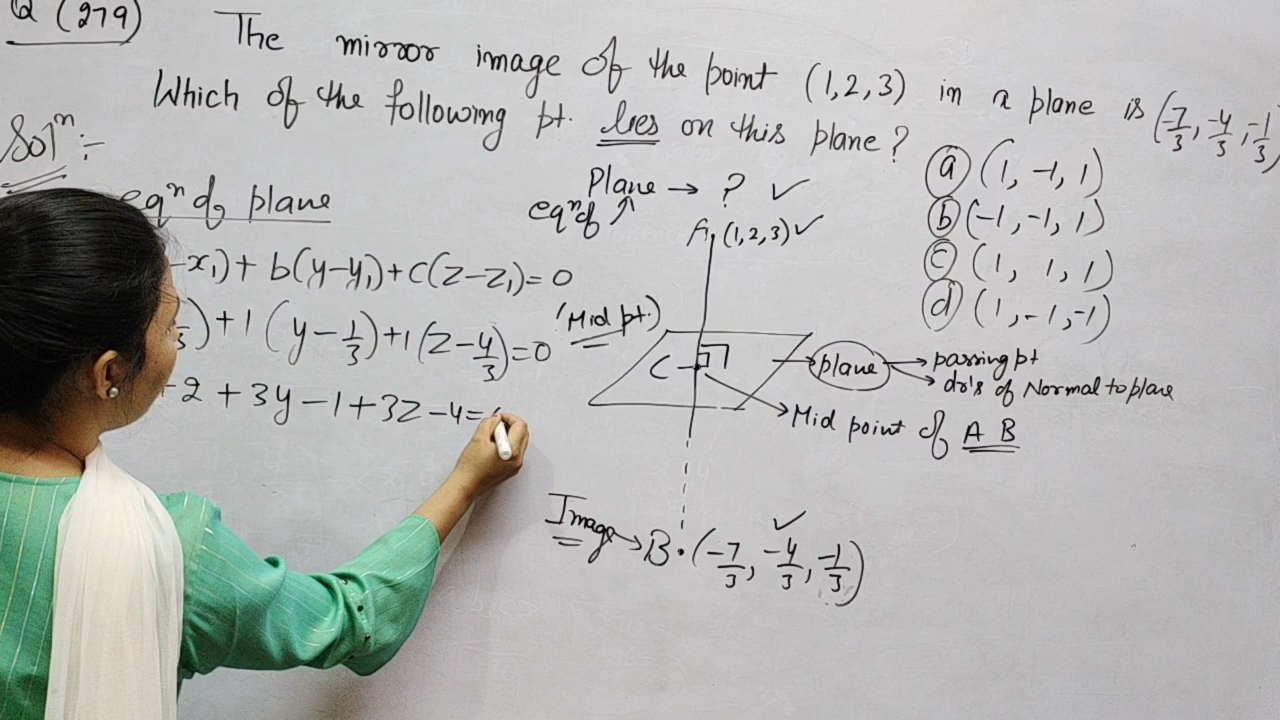 Q (279) The mirror image of the point (1,2,3) in a plane is (-7/3, -4/3, -1/3)
Which of the following pt. lies on this plane?
Solⁿ :-
a (1, -1, 1)
b (-1, -1, 1)
c (1, 1, 1)
d (1, -1, -1)
eqⁿ of plane
-x₁) + b(y-y₁) + c(z-z₁) = 0
) + 1 (y - 1/3) + 1 (z - 4/3) = 0
-2 + 3y - 1 + 3z - 4 =
Plane → ? ✓
eqⁿ of ↑
A (1,2,3) ✓
(Mid pt.)
C →
plane → passing pt
→ dr's of Normal to plane
→ Mid point of A B
Image → B . (-7/3, -4/3, -1/3) ✓